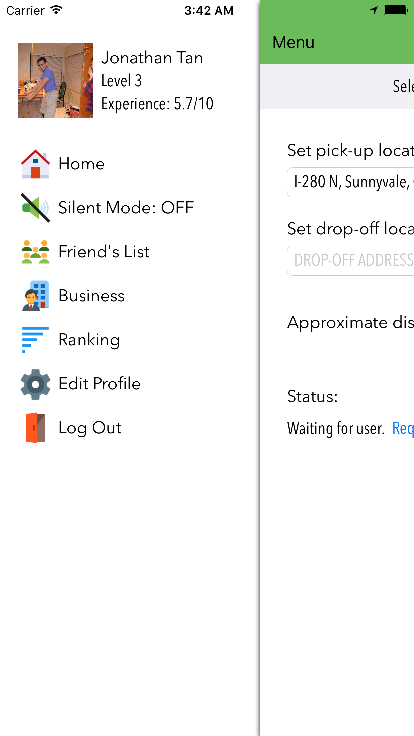 Carrier
3:42 AM
Jonathan Tan
Level 3
Experience: 5.7/10
Home
Silent Mode: OFF
Friend's List
Business
Ranking
Edit Profile
Log Out
Menu
Sele
Set pick-up locat
I-280 N, Sunnyvale,
Set drop-off loca
DROP-OFF ADDRESS
Approximate dis
Status:
Waiting for user. Req